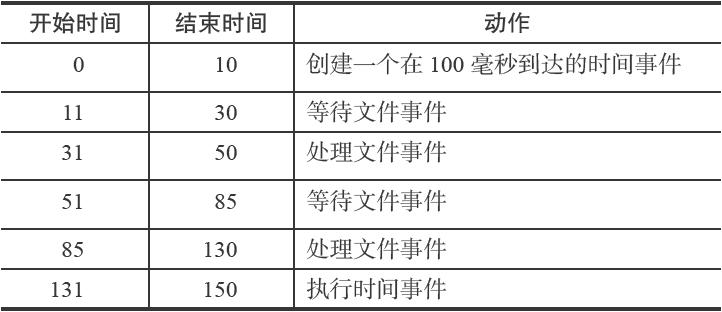 开始时间 结束时间 动作
0 10 创建一个在 100 毫秒到达的时间事件
11 30 等待文件事件
31 50 处理文件事件
51 85 等待文件事件
85 130 处理文件事件
131 150 执行时间事件